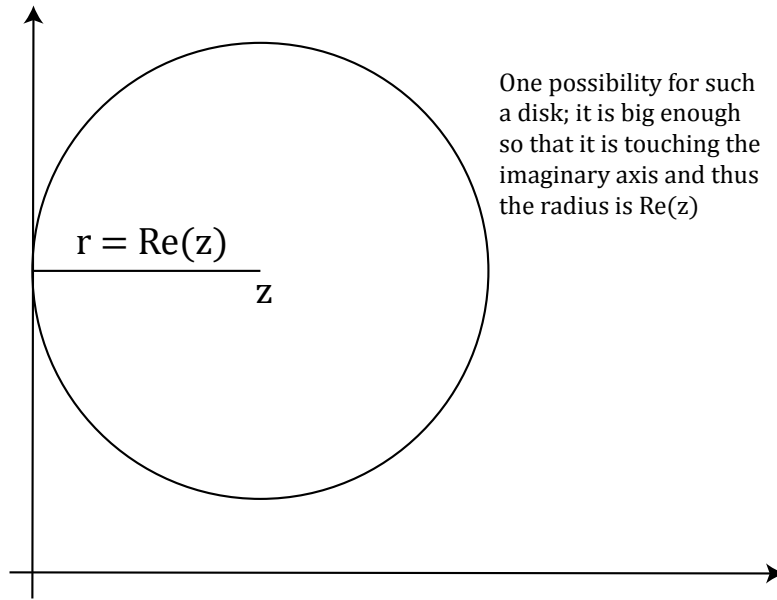 One possibility for such
a disk; it is big enough
so that it is touching the
imaginary axis and thus
the radius is Re(z)
r = Re(z)
z